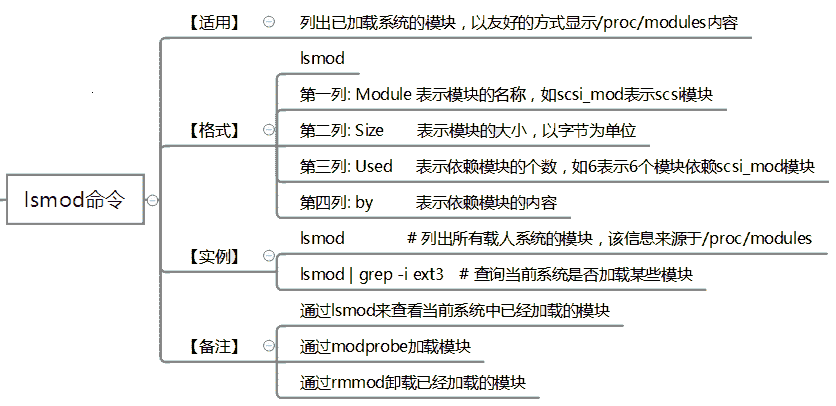 lsmod命令
【适用】
列出已加载系统的模块，以友好的方式显示/proc/modules内容
【格式】
lsmod
第一列: Module 表示模块的名称，如scsi_mod表示scsi模块
第二列: Size 表示模块的大小，以字节为单位
第三列: Used 表示依赖模块的个数，如6表示6个模块依赖scsi_mod模块
第四列: by 表示依赖模块的内容
【实例】
lsmod # 列出所有载人系统的模块，该信息来源于/proc/modules
lsmod | grep -i ext3 # 查询当前系统是否加载某些模块
【备注】
通过lsmod来查看当前系统中已经加载的模块
通过modprobe加载模块
通过rmmod卸载已经加载的模块